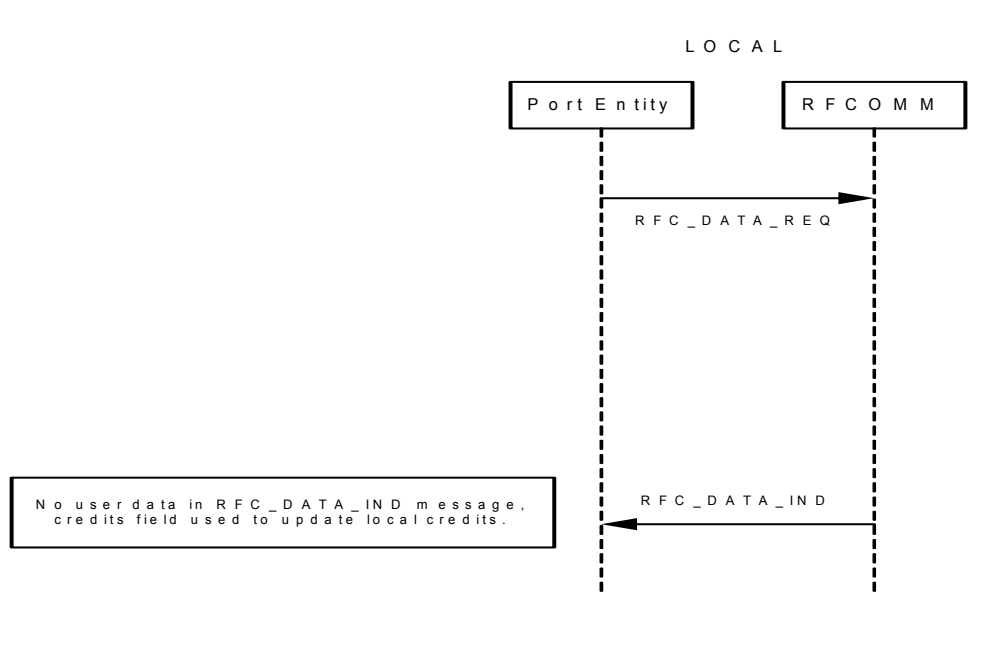 LOCAL
Port Entity
RFCOMM
RFC_DATA_REQ
RFC_DATA_IND
No user data in RFC_DATA_IND message,
credits field used to update local credits.